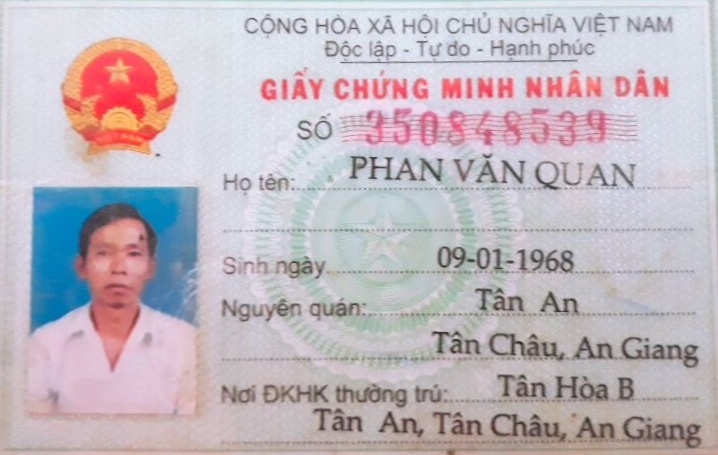 CỘNG HÒA XÃ HỘI CHỦ NGHĨA VIỆT NAM
Độc lập - Tự do - Hạnh phúc
GIẤY CHỨNG MINH NHÂN DÂN
SỐ 350848539
Họ tên: PHAN VĂN QUAN
Sinh ngày 09-01-1968
Nguyên quán: Tân An
Tân Châu, An Giang
Nơi ĐKHK thường trú: Tân Hòa B
Tân An, Tân Châu, An Giang